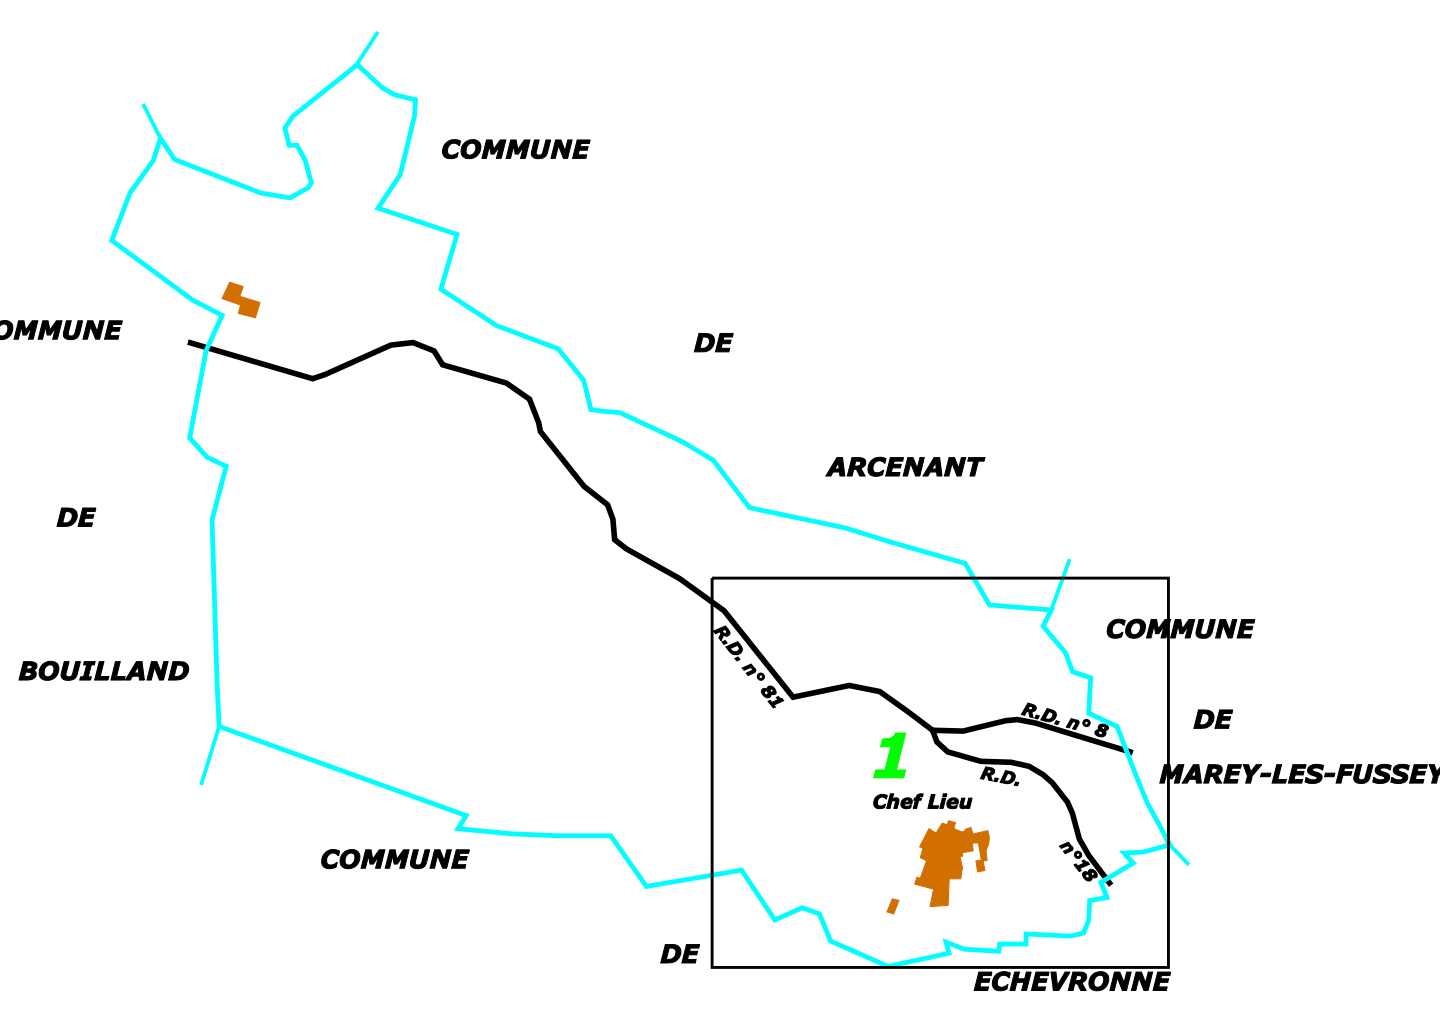 COMMUNE
DE
ARCENANT
OMMUNE
DE
BOUILLAND
COMMUNE
DE
MAREY-LES-FUSSEY
R.D. n° 81
R.D. n° 8
1
R.D.
n°18
Chef Lieu
COMMUNE
DE
ECHEVRONNE